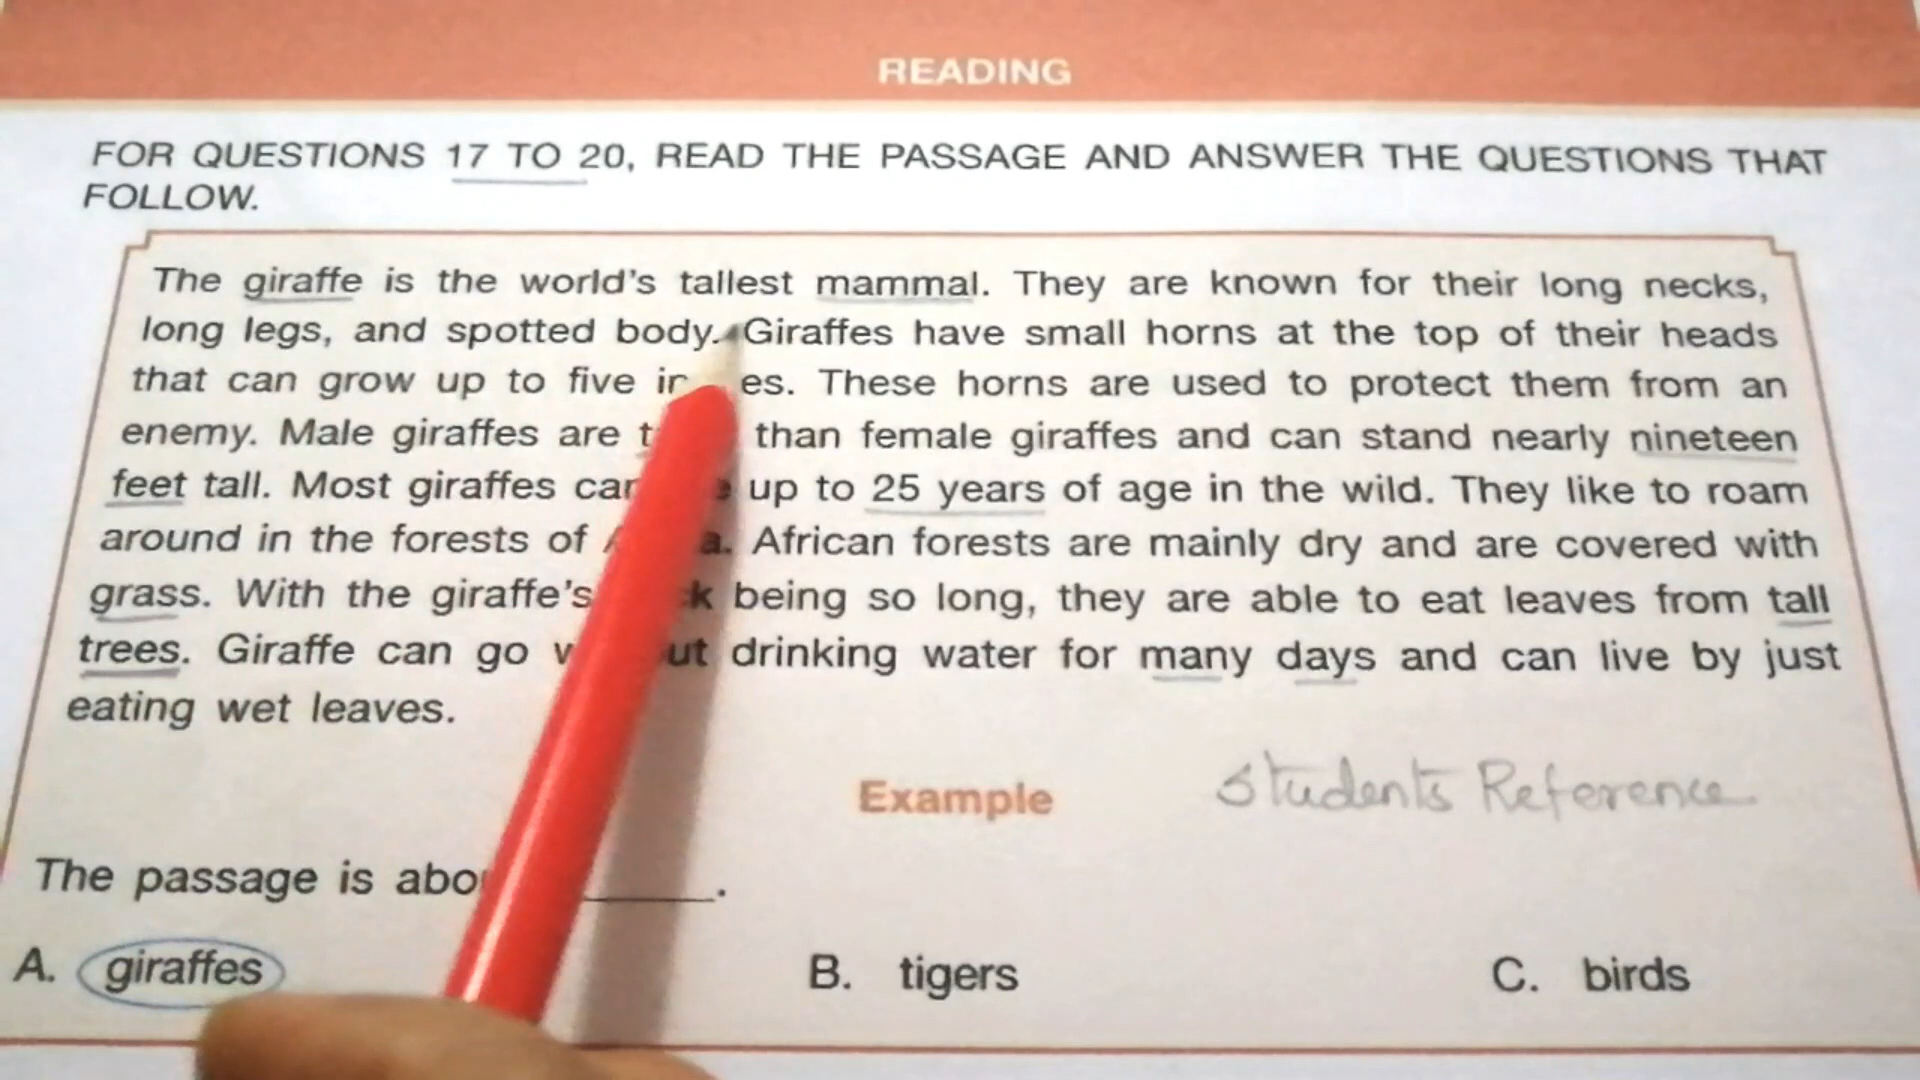 READING
FOR QUESTIONS 17 TO 20, READ THE PASSAGE AND ANSWER THE QUESTIONS THAT
FOLLOW.
The giraffe is the world's tallest mammal. They are known for their long necks,
long legs, and spotted body. Giraffes have small horns at the top of their heads
that can grow up to five es. These horns are used to protect them from an
enemy. Male giraffes are than female giraffes and can stand nearly nineteen
feet tall. Most giraffes can up to 25 years of age in the wild. They like to roam
around in the forests of African forests are mainly dry and are covered with
grass. With the giraffe's being so long, they are able to eat leaves from tall
trees. Giraffe can go drinking water for many days and can live by just
eating wet leaves.
Example
Students Reference
The passage is about ______.
A. giraffes
B. tigers
C. birds